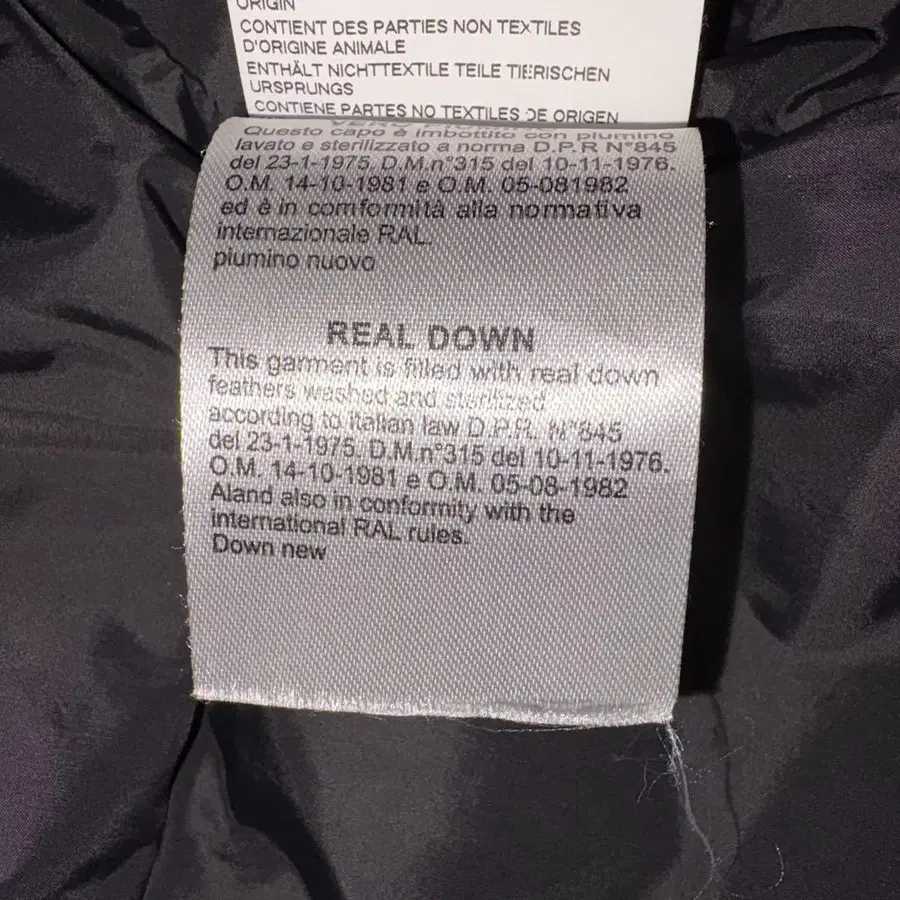 ORIGIN
CONTIENT DES PARTIES NON TEXTILES
D'ORIGINE ANIMALE
ENTHÄLT NICHTTEXTILE TEILE TIERISCHEN
URSPRUNGS
CONTIENE PARTES NO TEXTILES DE ORIGEN
Questo capo è imbottito con piumino
lavato e sterilizzato a norma D.P.R N°845
del 23-1-1975. D.M.n°315 del 10-11-1976.
O.M. 14-10-1981 e O.M. 05-081982
ed è in comformità alla normativa
internazionale RAL.
piumino nuovo
REAL DOWN
This garment is filled with real down
feathers washed and sterilized
according to italian law D.P.R. N°845
del 23-1-1975. D.M.n°315 del 10-11-1976.
O.M. 14-10-1981 e O.M. 05-08-1982
Aland also in conformity with the
international RAL rules.
Down new